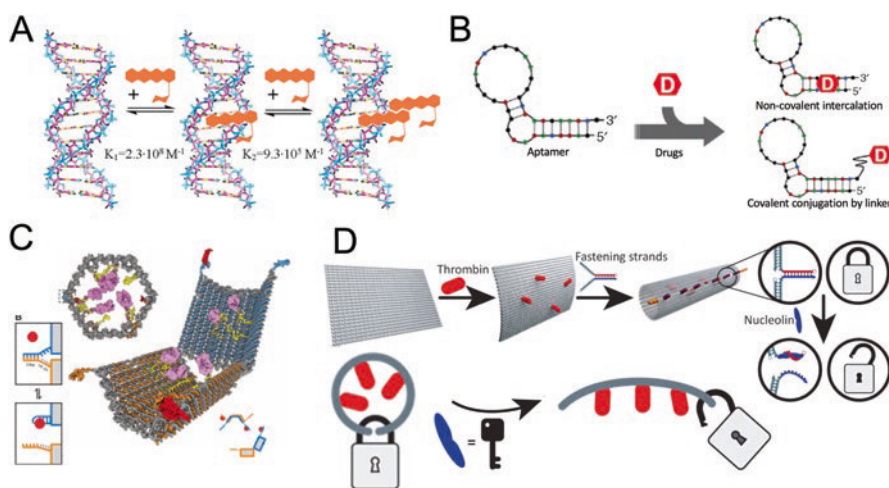 A
+
+
K₁=2.3·10⁸ M⁻¹
K₂=9.3·10⁵ M⁻¹
B
Aptamer
3′
5′
D
Drugs
D
3′
5′
Non-covalent intercalation
D
3′
5′
Covalent conjugation by linker
C
D
Thrombin
Fastening strands
Nucleolin
=